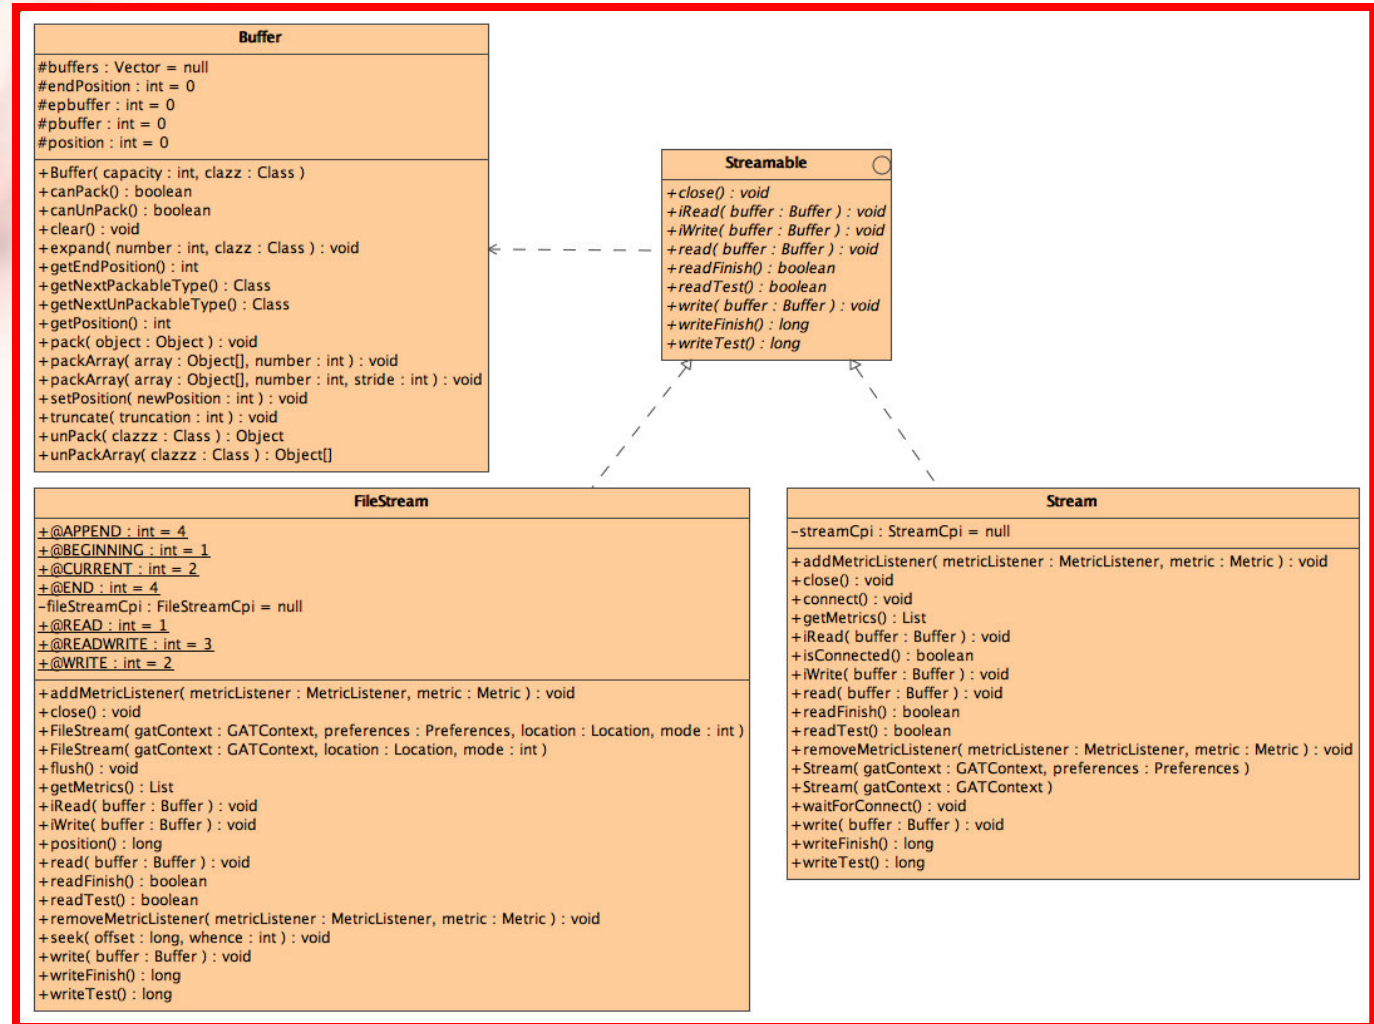 Buffer
#buffers : Vector = null
#endPosition : int = 0
#epbuffer : int = 0
#pbuffer : int = 0
#position : int = 0
+Buffer( capacity : int, clazz : Class )
+canPack() : boolean
+canUnPack() : boolean
+clear() : void
+expand( number : int, clazz : Class ) : void
+getEndPosition() : int
+getNextPackableType() : Class
+getNextUnPackableType() : Class
+getPosition() : int
+pack( object : Object ) : void
+packArray( array : Object[], number : int ) : void
+packArray( array : Object[], number : int, stride : int ) : void
+setPosition( newPosition : int ) : void
+truncate( truncation : int ) : void
+unPack( clazzz : Class ) : Object
+unPackArray( clazzz : Class ) : Object[]
Streamable
+close() : void
+iRead( buffer : Buffer ) : void
+iWrite( buffer : Buffer ) : void
+read( buffer : Buffer ) : void
+readFinish() : boolean
+readTest() : boolean
+write( buffer : Buffer ) : void
+writeFinish() : long
+writeTest() : long
FileStream
+@APPEND : int = 4
+@BEGINNING : int = 1
+@CURRENT : int = 2
+@END : int = 4
-fileStreamCpi : FileStreamCpi = null
+@READ : int = 1
+@READWRITE : int = 3
+@WRITE : int = 2
+addMetricListener( metricListener : MetricListener, metric : Metric ) : void
+close() : void
+FileStream( gatContext : GATContext, preferences : Preferences, location : Location, mode : int )
+FileStream( gatContext : GATContext, location : Location, mode : int )
+flush() : void
+getMetrics() : List
+iRead( buffer : Buffer ) : void
+iWrite( buffer : Buffer ) : void
+position() : long
+read( buffer : Buffer ) : void
+readFinish() : boolean
+readTest() : boolean
+removeMetricListener( metricListener : MetricListener, metric : Metric ) : void
+seek( offset : long, whence : int ) : void
+write( buffer : Buffer ) : void
+writeFinish() : long
+writeTest() : long
Stream
-streamCpi : StreamCpi = null
+addMetricListener( metricListener : MetricListener, metric : Metric ) : void
+close() : void
+connect() : void
+getMetrics() : List
+iRead( buffer : Buffer ) : void
+isConnected() : boolean
+iWrite( buffer : Buffer ) : void
+read( buffer : Buffer ) : void
+readFinish() : boolean
+readTest() : boolean
+removeMetricListener( metricListener : MetricListener, metric : Metric ) : void
+Stream( gatContext : GATContext, preferences : Preferences )
+Stream( gatContext : GATContext )
+waitForConnect() : void
+write( buffer : Buffer ) : void
+writeFinish() : long
+writeTest() : long